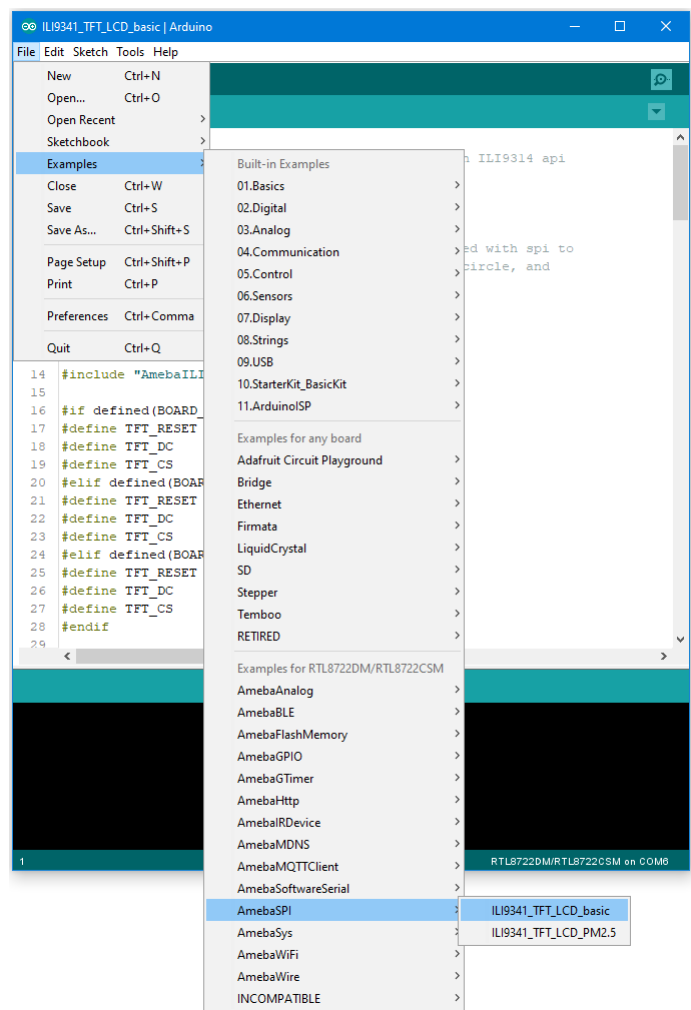 ILI9341_TFT_LCD_basic | Arduino
File Edit Sketch Tools Help
New Ctrl+N
Open... Ctrl+O
Open Recent
Sketchbook
Examples
Close Ctrl+W
Save Ctrl+S
Save As... Ctrl+Shift+S
Page Setup Ctrl+Shift+P
Print Ctrl+P
Preferences Ctrl+Comma
Quit Ctrl+Q
ILI9314 api
with spi to
circle, and
14 #include "AmebaILI
15
16 #if defined(BOARD_
17 #define TFT_RESET
18 #define TFT_DC
19 #define TFT_CS
20 #elif defined(BOAR
21 #define TFT_RESET
22 #define TFT_DC
23 #define TFT_CS
24 #elif defined(BOAR
25 #define TFT_RESET
26 #define TFT_DC
27 #define TFT_CS
28 #endif
29
Built-in Examples
01.Basics
02.Digital
03.Analog
04.Communication
05.Control
06.Sensors
07.Display
08.Strings
09.USB
10.StarterKit_BasicKit
11.ArduinoISP
Examples for any board
Adafruit Circuit Playground
Bridge
Ethernet
Firmata
LiquidCrystal
SD
Stepper
Temboo
RETIRED
Examples for RTL8722DM/RTL8722CSM
AmebaAnalog
AmebaBLE
AmebaFlashMemory
AmebaGPIO
AmebaGTimer
AmebaHttp
AmebaIRDevice
AmebaMDNS
AmebaMQTTClient
AmebaSoftwareSerial
AmebaSPI
AmebaSys
AmebaWiFi
AmebaWire
INCOMPATIBLE
ILI9341_TFT_LCD_basic
ILI9341_TFT_LCD_PM2.5
1 RTL8722DM/RTL8722CSM on COM6